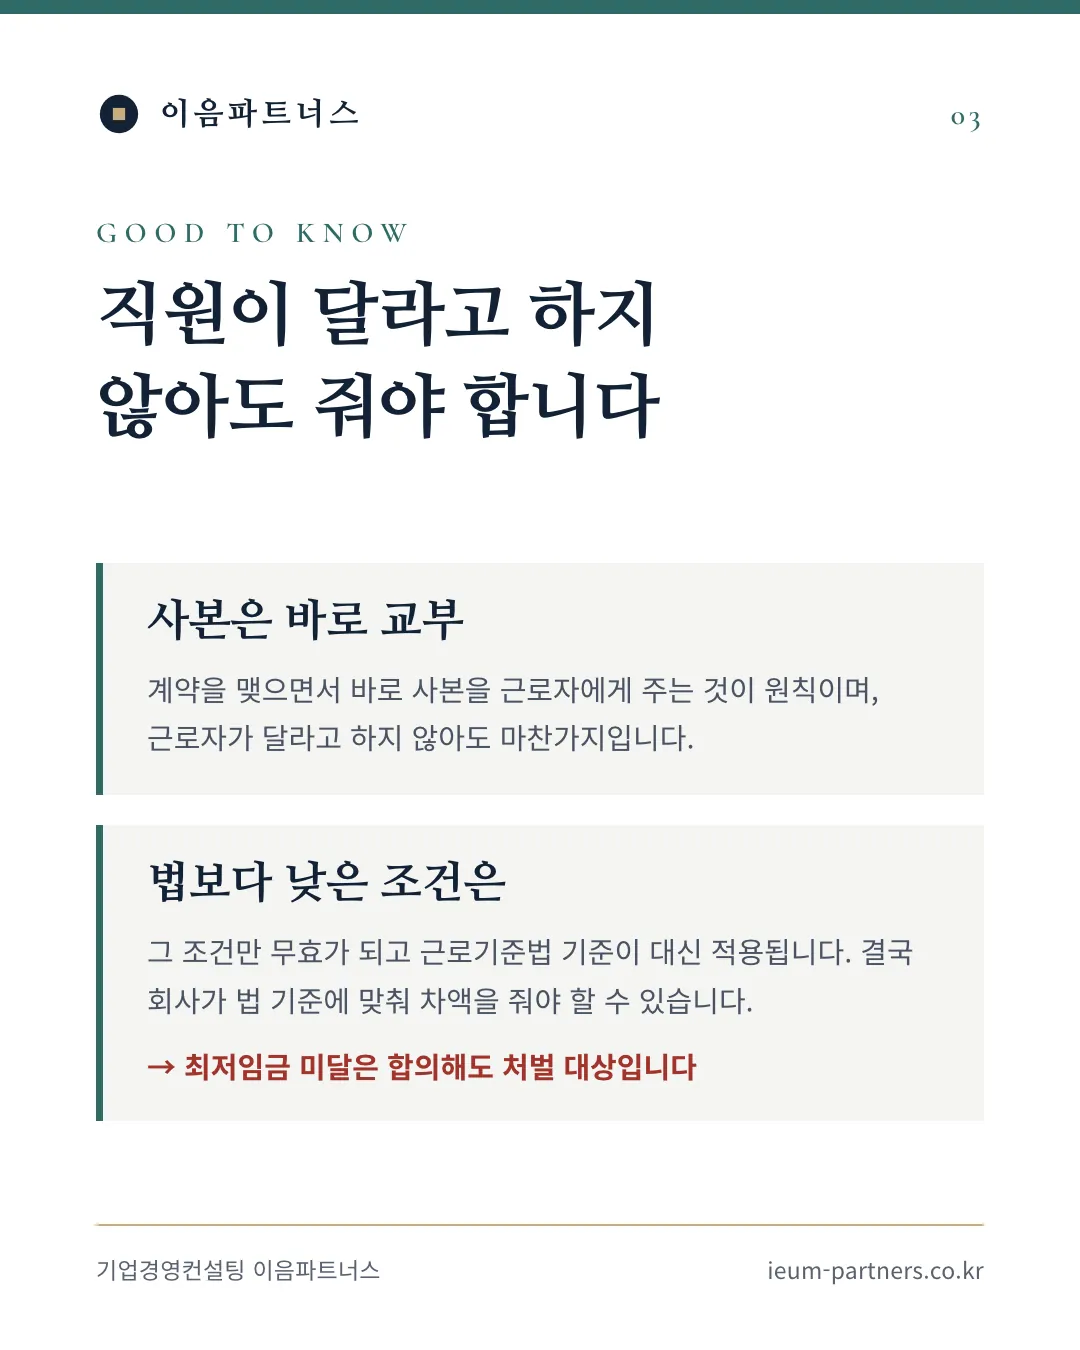 이음파트너스
03
GOOD TO KNOW
직원이 달라고 하지
않아도 줘야 합니다
사본은 바로 교부
계약을 맺으면서 바로 사본을 근로자에게 주는 것이 원칙이며,
근로자가 달라고 하지 않아도 마찬가지입니다.
법보다 낮은 조건은
그 조건만 무효가 되고 근로기준법 기준이 대신 적용됩니다. 결국
회사가 법 기준에 맞춰 차액을 줘야 할 수 있습니다.
→ 최저임금 미달은 합의해도 처벌 대상입니다
기업경영컨설팅 이음파트너스
ieum-partners.co.kr